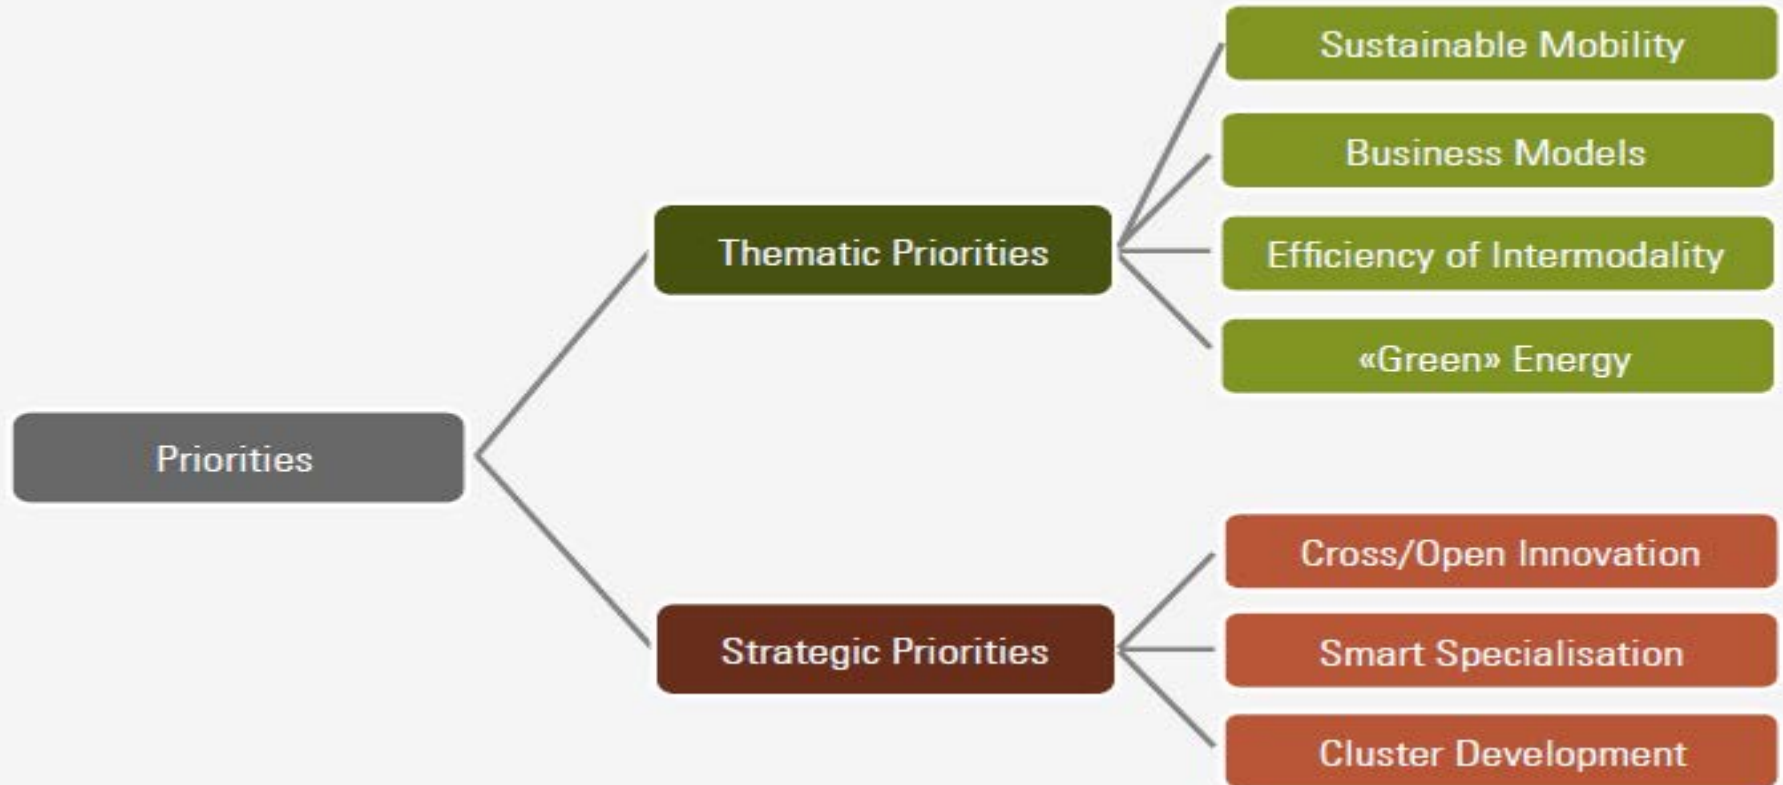 Priorities
Thematic Priorities
Sustainable Mobility
Business Models
Efficiency of Intermodality
«Green» Energy
Strategic Priorities
Cross/Open Innovation
Smart Specialisation
Cluster Development